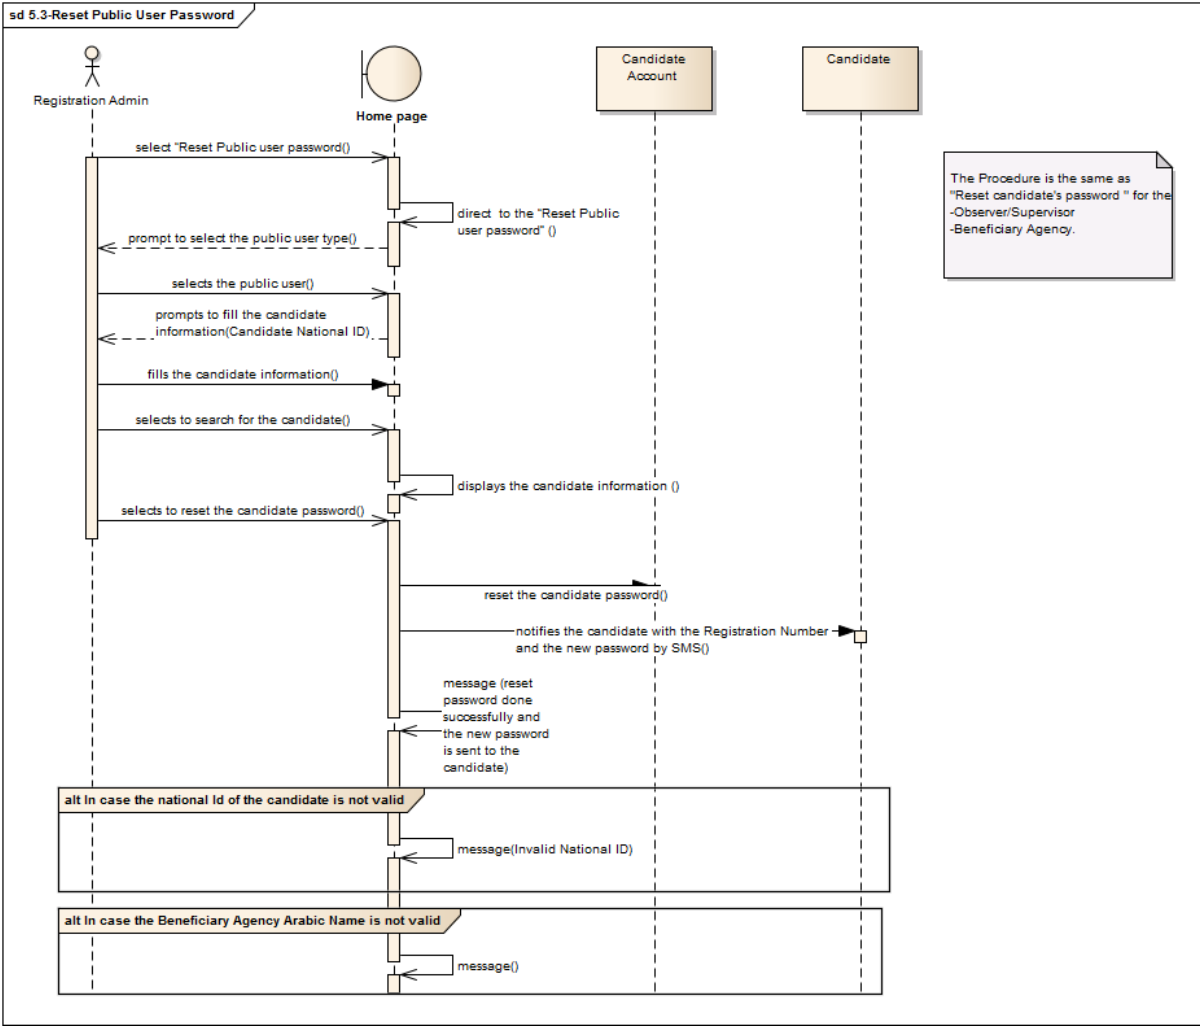 sd 5.3-Reset Public User Password
Registration Admin
Home page
Candidate
Account
Candidate
select "Reset Public user password()
The Procedure is the same as
"Reset candidate's password " for the
-Observer/Supervisor
-Beneficiary Agency.
direct to the "Reset Public
user password" ()
prompt to select the public user type()
selects the public user()
prompts to fill the candidate
information(Candidate National ID)
fills the candidate information()
selects to search for the candidate()
displays the candidate information ()
selects to reset the candidate password()
reset the candidate password()
notifies the candidate with the Registration Number
and the new password by SMS()
message (reset
password done
successfully and
the new password
is sent to the
candidate)
alt In case the national Id of the candidate is not valid
message(Invalid National ID)
alt In case the Beneficiary Agency Arabic Name is not valid
message()